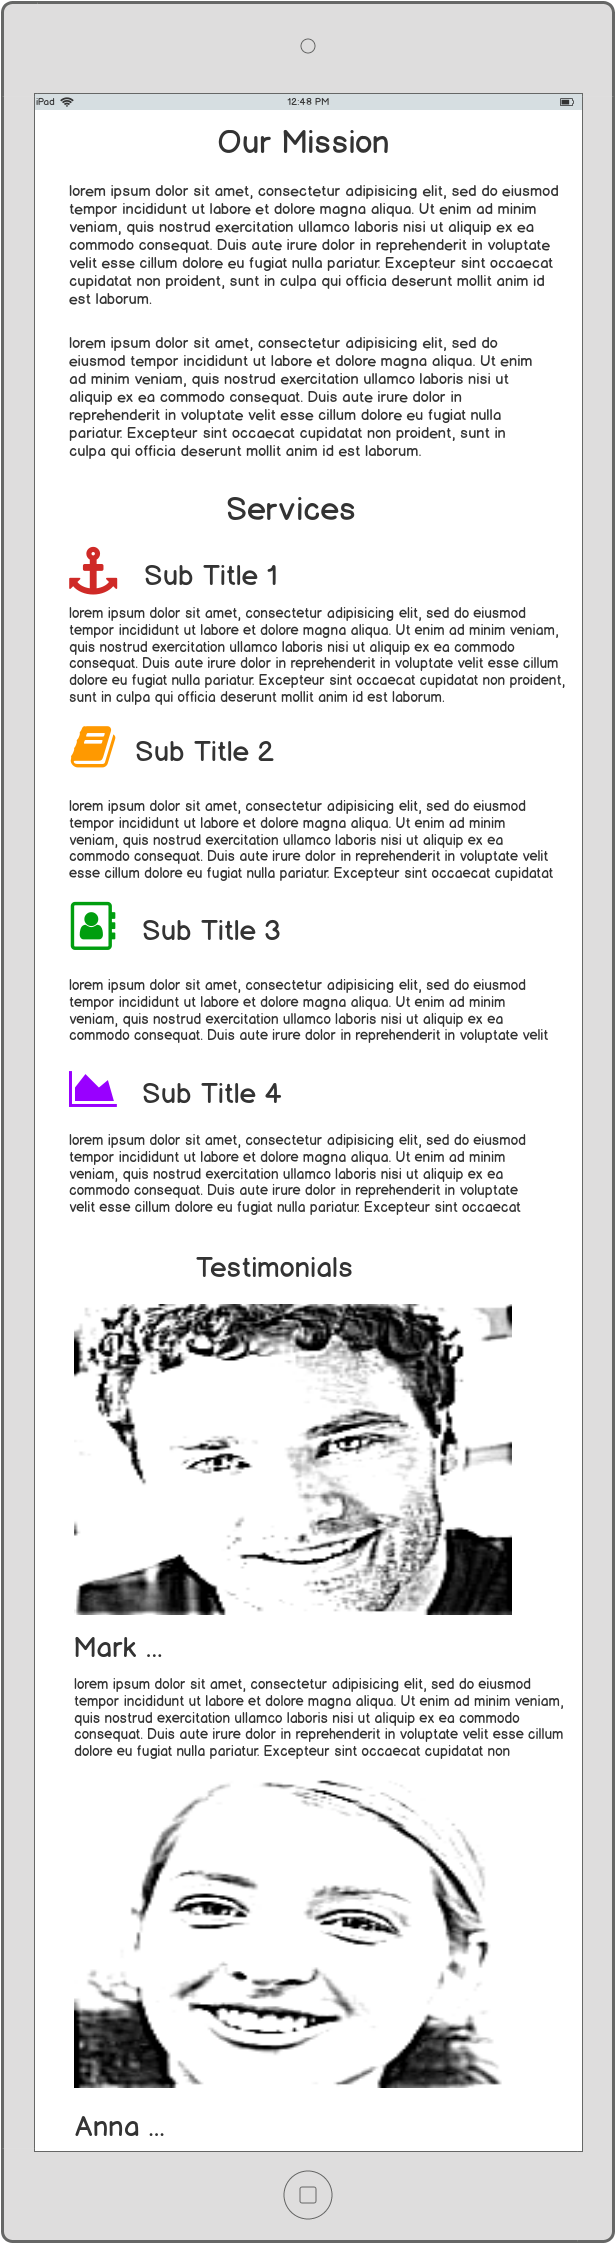 iPad 12:48 PM
Our Mission
lorem ipsum dolor sit amet, consectetur adipisicing elit, sed do eiusmod
tempor incididunt ut labore et dolore magna aliqua. Ut enim ad minim
veniam, quis nostrud exercitation ullamco laboris nisi ut aliquip ex ea
commodo consequat. Duis aute irure dolor in reprehenderit in voluptate
velit esse cillum dolore eu fugiat nulla pariatur. Excepteur sint occaecat
cupidatat non proident, sunt in culpa qui officia deserunt mollit anim id
est laborum.
lorem ipsum dolor sit amet, consectetur adipisicing elit, sed do
eiusmod tempor incididunt ut labore et dolore magna aliqua. Ut enim
ad minim veniam, quis nostrud exercitation ullamco laboris nisi ut
aliquip ex ea commodo consequat. Duis aute irure dolor in
reprehenderit in voluptate velit esse cillum dolore eu fugiat nulla
pariatur. Excepteur sint occaecat cupidatat non proident, sunt in
culpa qui officia deserunt mollit anim id est laborum.
Services
Sub Title 1
lorem ipsum dolor sit amet, consectetur adipisicing elit, sed do eiusmod
tempor incididunt ut labore et dolore magna aliqua. Ut enim ad minim veniam,
quis nostrud exercitation ullamco laboris nisi ut aliquip ex ea commodo
consequat. Duis aute irure dolor in reprehenderit in voluptate velit esse cillum
dolore eu fugiat nulla pariatur. Excepteur sint occaecat cupidatat non proident,
sunt in culpa qui officia deserunt mollit anim id est laborum.
Sub Title 2
lorem ipsum dolor sit amet, consectetur adipisicing elit, sed do eiusmod
tempor incididunt ut labore et dolore magna aliqua. Ut enim ad minim
veniam, quis nostrud exercitation ullamco laboris nisi ut aliquip ex ea
commodo consequat. Duis aute irure dolor in reprehenderit in voluptate velit
esse cillum dolore eu fugiat nulla pariatur. Excepteur sint occaecat cupidatat
Sub Title 3
lorem ipsum dolor sit amet, consectetur adipisicing elit, sed do eiusmod
tempor incididunt ut labore et dolore magna aliqua. Ut enim ad minim
veniam, quis nostrud exercitation ullamco laboris nisi ut aliquip ex ea
commodo consequat. Duis aute irure dolor in reprehenderit in voluptate velit
Sub Title 4
lorem ipsum dolor sit amet, consectetur adipisicing elit, sed do eiusmod
tempor incididunt ut labore et dolore magna aliqua. Ut enim ad minim
veniam, quis nostrud exercitation ullamco laboris nisi ut aliquip ex ea
commodo consequat. Duis aute irure dolor in reprehenderit in voluptate
velit esse cillum dolore eu fugiat nulla pariatur. Excepteur sint occaecat
Testimonials
Mark ...
lorem ipsum dolor sit amet, consectetur adipisicing elit, sed do eiusmod
tempor incididunt ut labore et dolore magna aliqua. Ut enim ad minim veniam,
quis nostrud exercitation ullamco laboris nisi ut aliquip ex ea commodo
consequat. Duis aute irure dolor in reprehenderit in voluptate velit esse cillum
dolore eu fugiat nulla pariatur. Excepteur sint occaecat cupidatat non
Anna ...